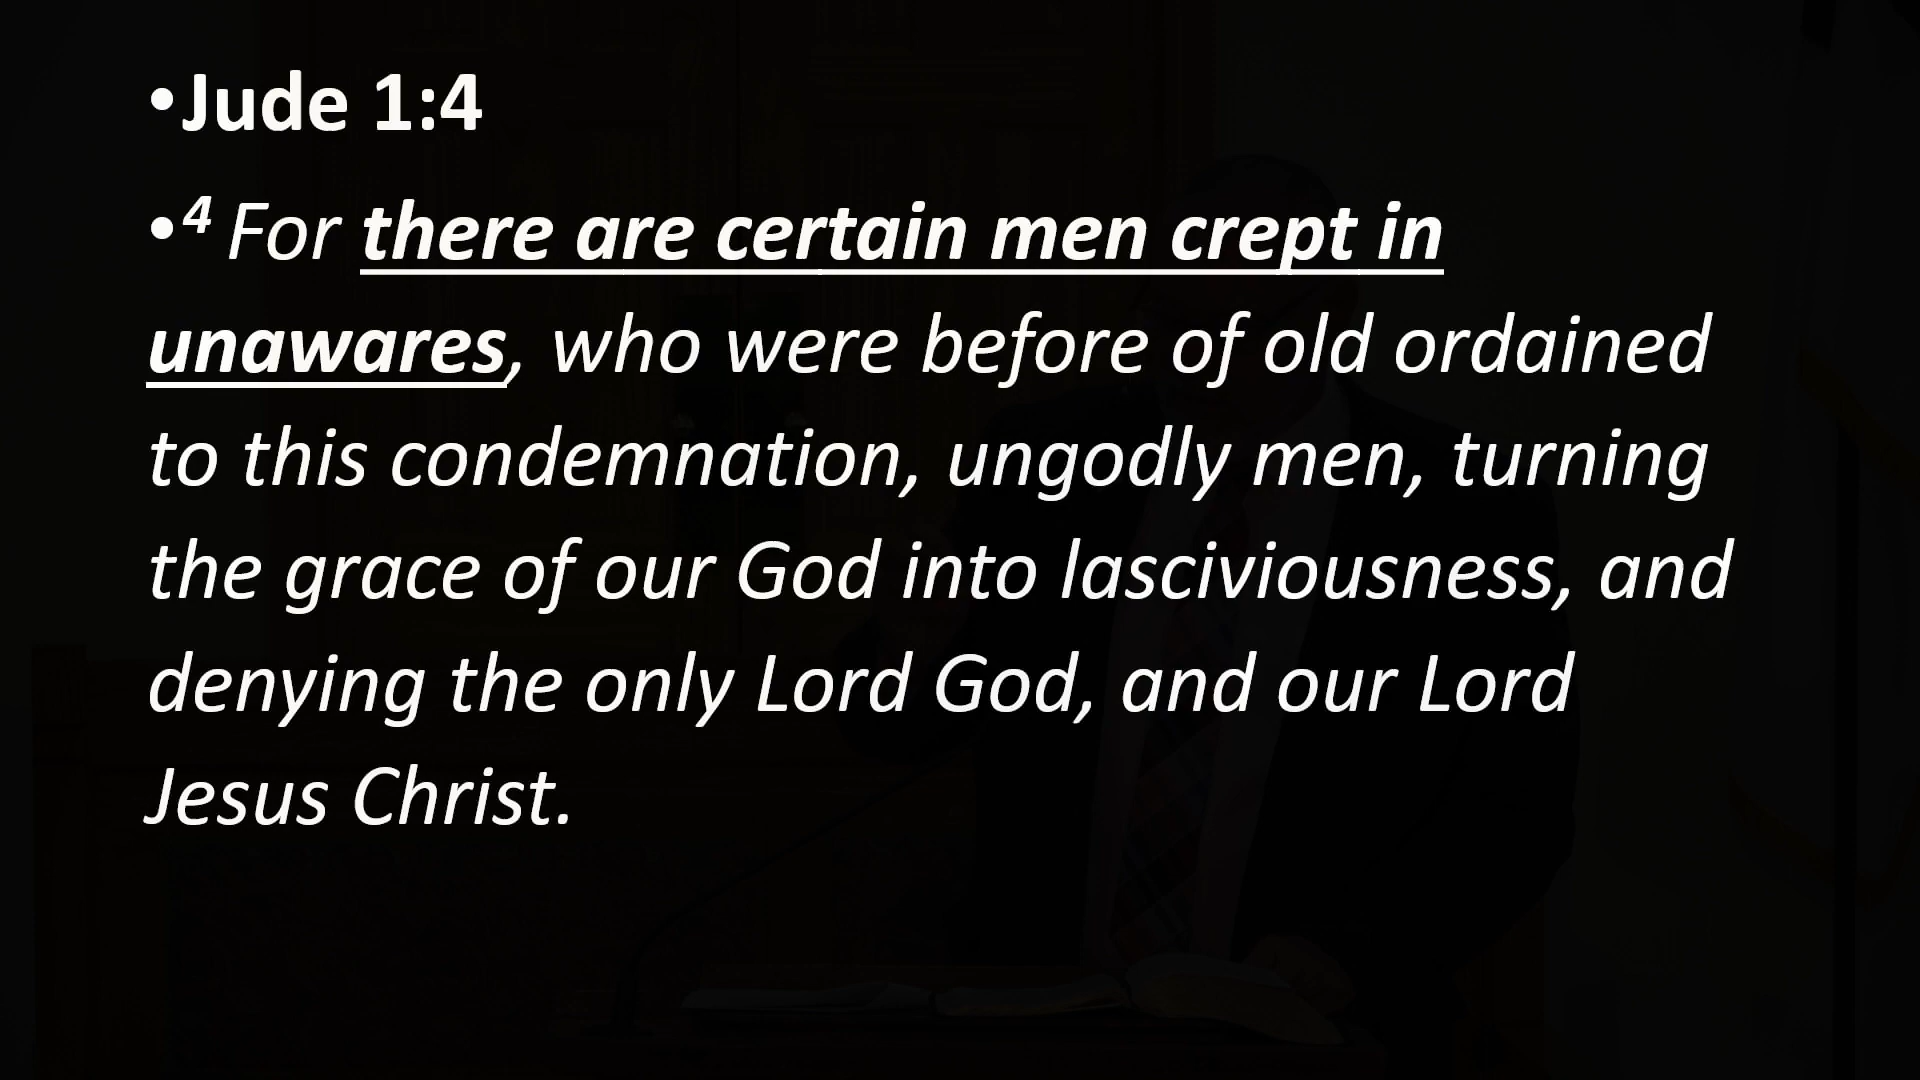 •Jude 1:4
•4 For there are certain men crept in
unawares, who were before of old ordained
to this condemnation, ungodly men, turning
the grace of our God into lasciviousness, and
denying the only Lord God, and our Lord
Jesus Christ.